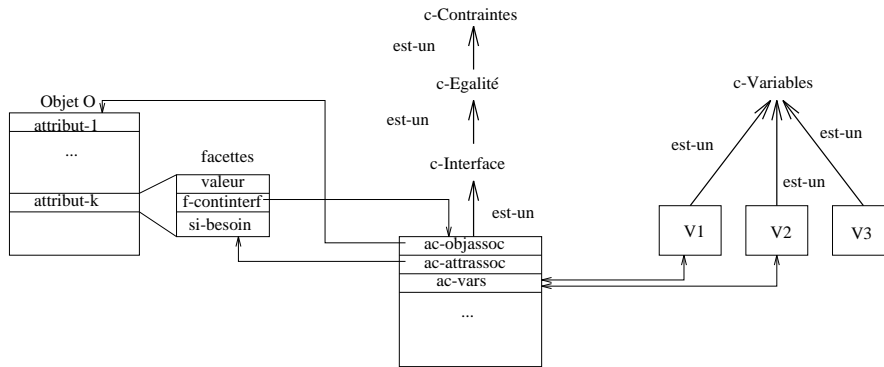 c-Contraintes
est-un
c-Egalité
est-un
c-Interface
est-un
c-Variables
est-un
est-un
est-un
V1
V2
V3
Objet O
attribut-1
...
attribut-k
facettes
valeur
f-continterf
si-besoin
ac-objassoc
ac-attrassoc
ac-vars
...